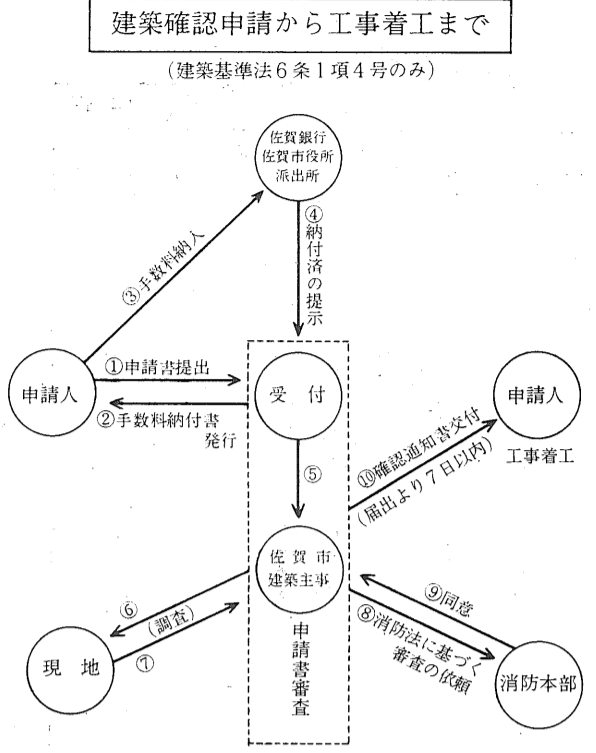 建築確認申請から工事着工まで
(建築基準法6条1項4号のみ)
佐賀銀行
佐賀市役所
派出所
③手数料納入
④納付済の提示
①申請書提出
申請人
受 付
申請人
②手数料納付書
発行
工事着工
⑤
⑩確認通知書交付
(届出より7日以内)
佐賀市
建築主事
⑥
(調査)
⑦
⑨同意
⑧消防法に基づく
審査の依頼
申請書審査
現 地
消防本部